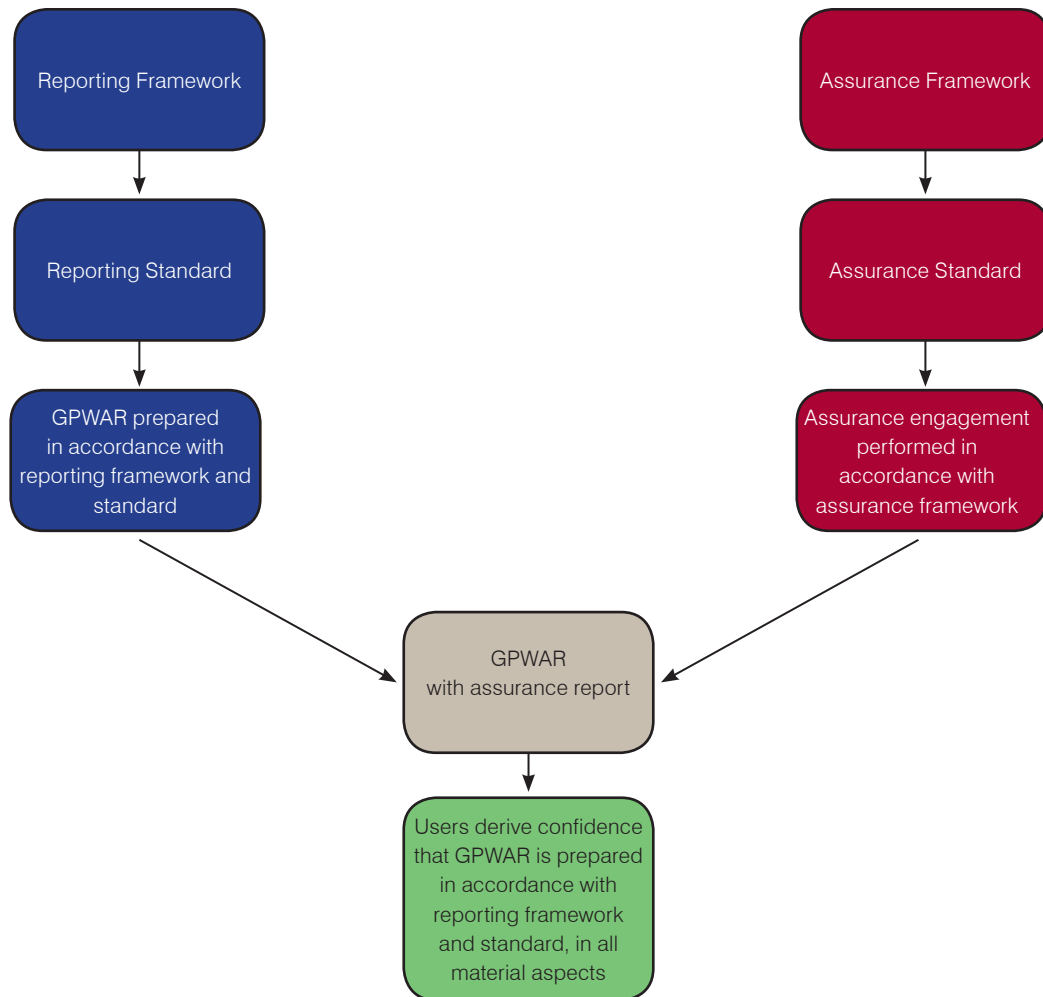 Reporting Framework
Assurance Framework
Reporting Standard
Assurance Standard
GPWAR prepared
in accordance with
reporting framework and
standard
Assurance engagement
performed in
accordance with
assurance framework
GPWAR
with assurance report
Users derive confidence
that GPWAR is prepared
in accordance with
reporting framework
and standard, in all
material aspects